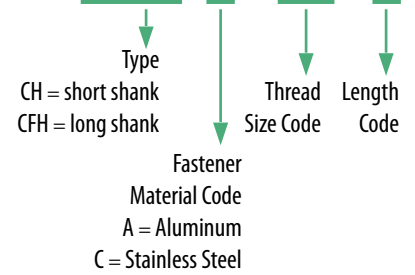 Type
CH = short shank
CFH = long shank
Thread
Size Code
Length
Code
Fastener
Material Code
A = Aluminum
C = Stainless Steel